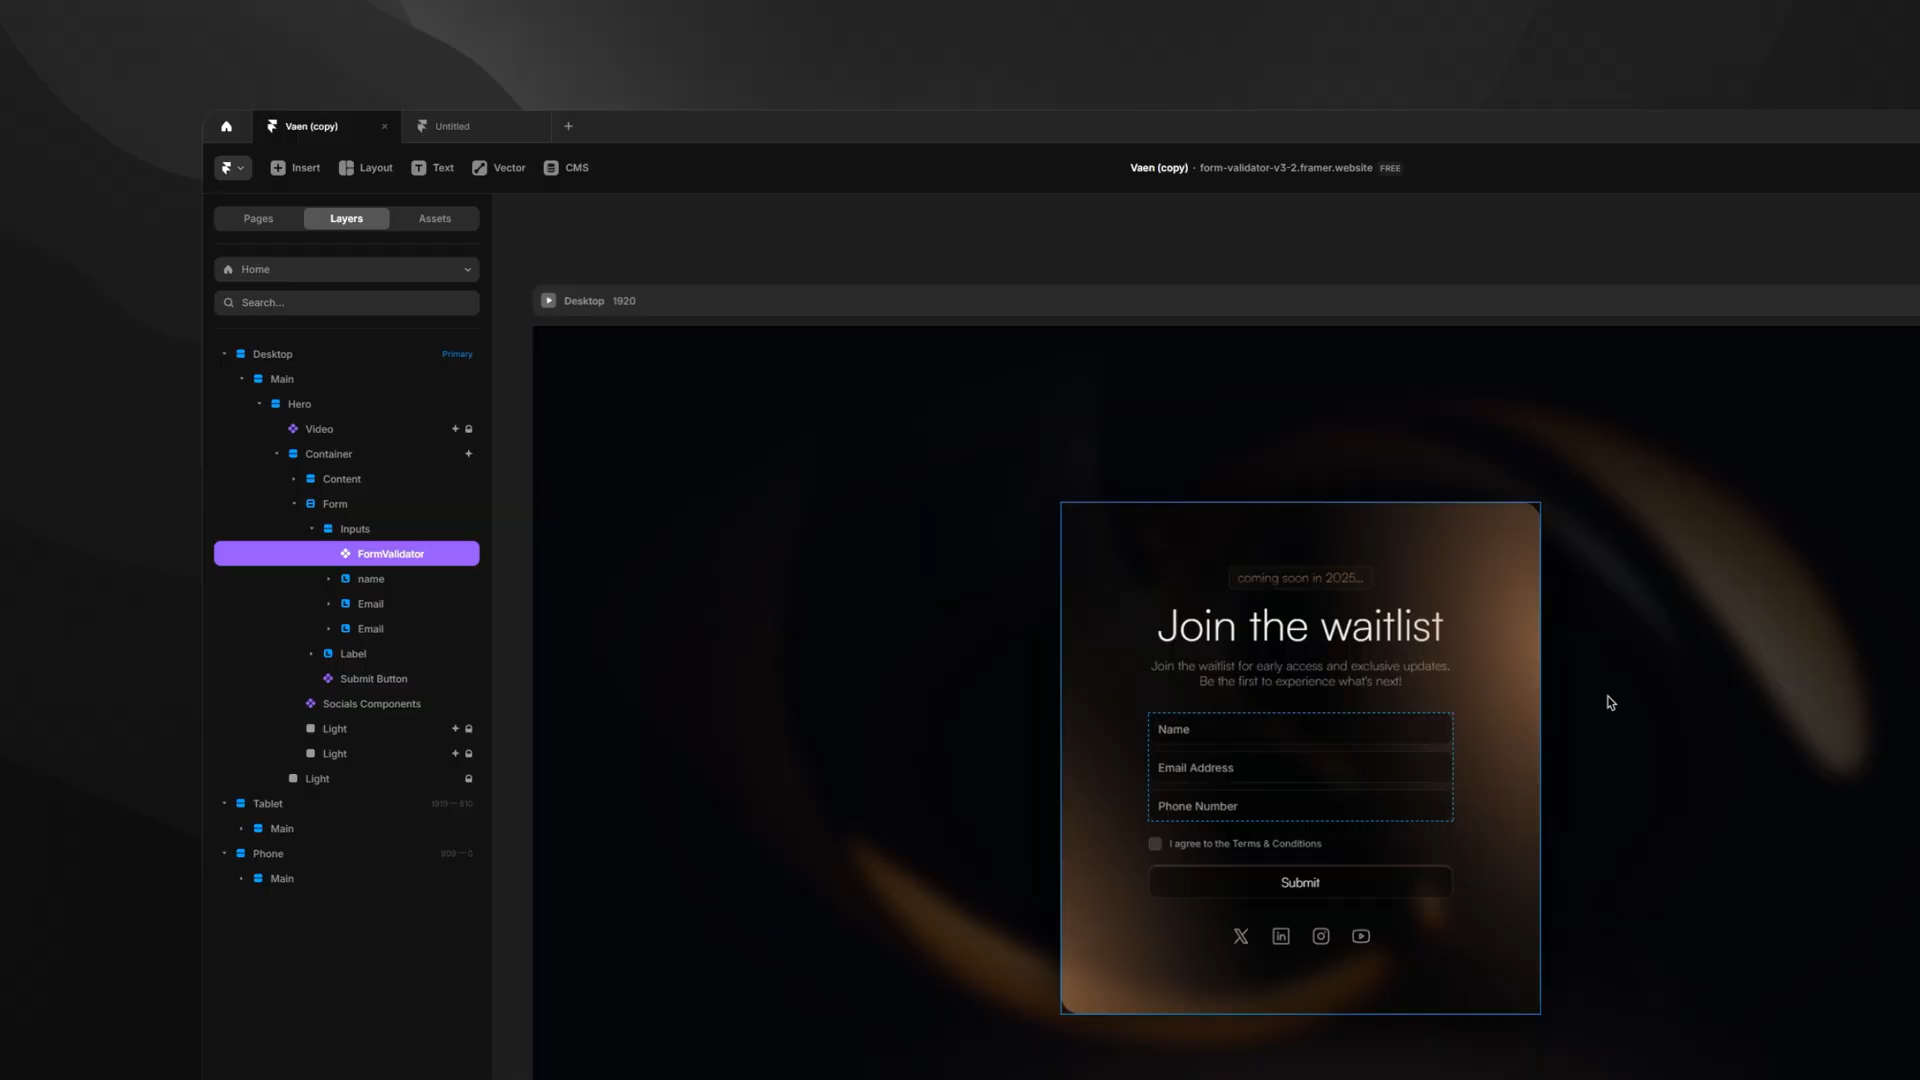 Vaen (copy)
Untitled
Insert
Layout
Text
Vector
CMS
Vaen (copy) · form-validator-v3-2.framer.website FREE
Pages
Layers
Assets
Home
Search...
Desktop 1920
Desktop Primary
Main
Hero
Video
Container
Content
Form
Inputs
FormValidator
name
Email
Email
Label
Submit Button
Socials Components
Light
Light
Light
Tablet 1919—810
Main
Phone 809—0
Main
coming soon in 2025...
Join the waitlist
Join the waitlist for early access and exclusive updates.
Be the first to experience what's next!
Name
Email Address
Phone Number
I agree to the Terms & Conditions
Submit